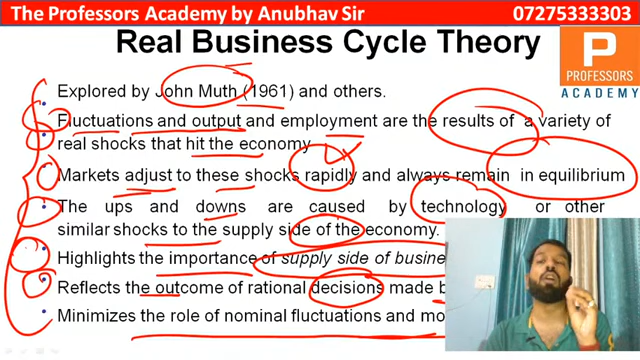 The Professors Academy by Anubhav Sir 07275333303
Real Business Cycle Theory
P
PROFESSORS
ACADEMY
Explored by John Muth (1961) and others.
Fluctuations and output and employment are the results of a variety of
real shocks that hit the economy
Markets adjust to these shocks rapidly and always remain in equilibrium
The ups and downs are caused by technology or other
similar shocks to the supply side of the economy.
Highlights the importance of supply side of
Reflects the outcome of rational decisions made
Minimizes the role of nominal fluctuations and